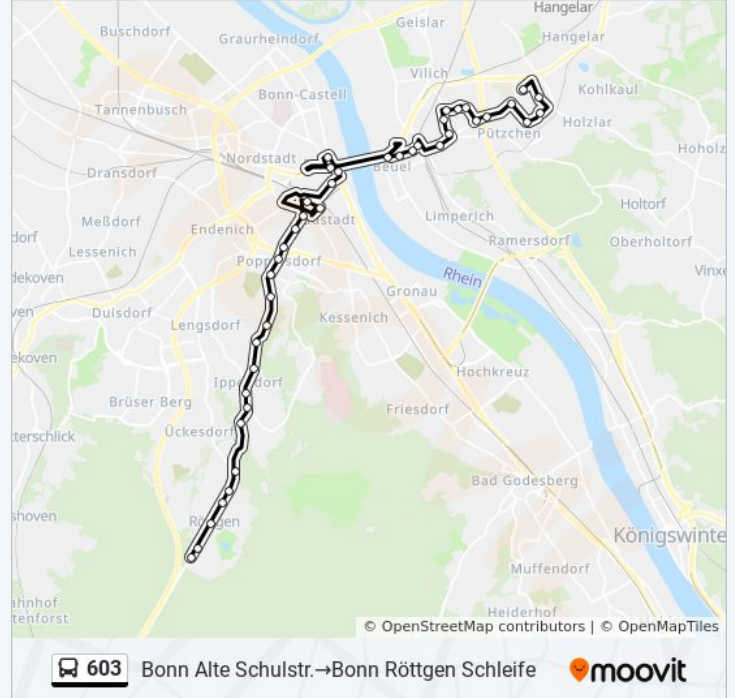 Hangelar
Geislar
Buschdorf
Graurheindorf
Hangelar
Vilich
Kohlkaul
Bonn-Castell
Tannenbusch
Holzlar
Pützchen
Hoholz
Nordstadt
Beuel
Dransdorf
Holtorf
Meßdorf
Endenich
Limperich
dorf
Lessenich
Ramersdorf
Oberholtorf
Poppelsdorf
Vinxe
dekoven
Rhein
Gronau
ven
Duisdorf
Lengsdorf
Kessenich
ekoven
Hochkreuz
Ippendorf
Brüser Berg
Friesdorf
Ückesdorf
terschlick
Bad Godesberg
shoven
Röttgen
Königswinte
Muffendorf
ahnhof
tenforst
Heiderhof
© OpenStreetMap contributors | © OpenMapTiles
603 Bonn Alte Schulstr.→Bonn Röttgen Schleife moovit